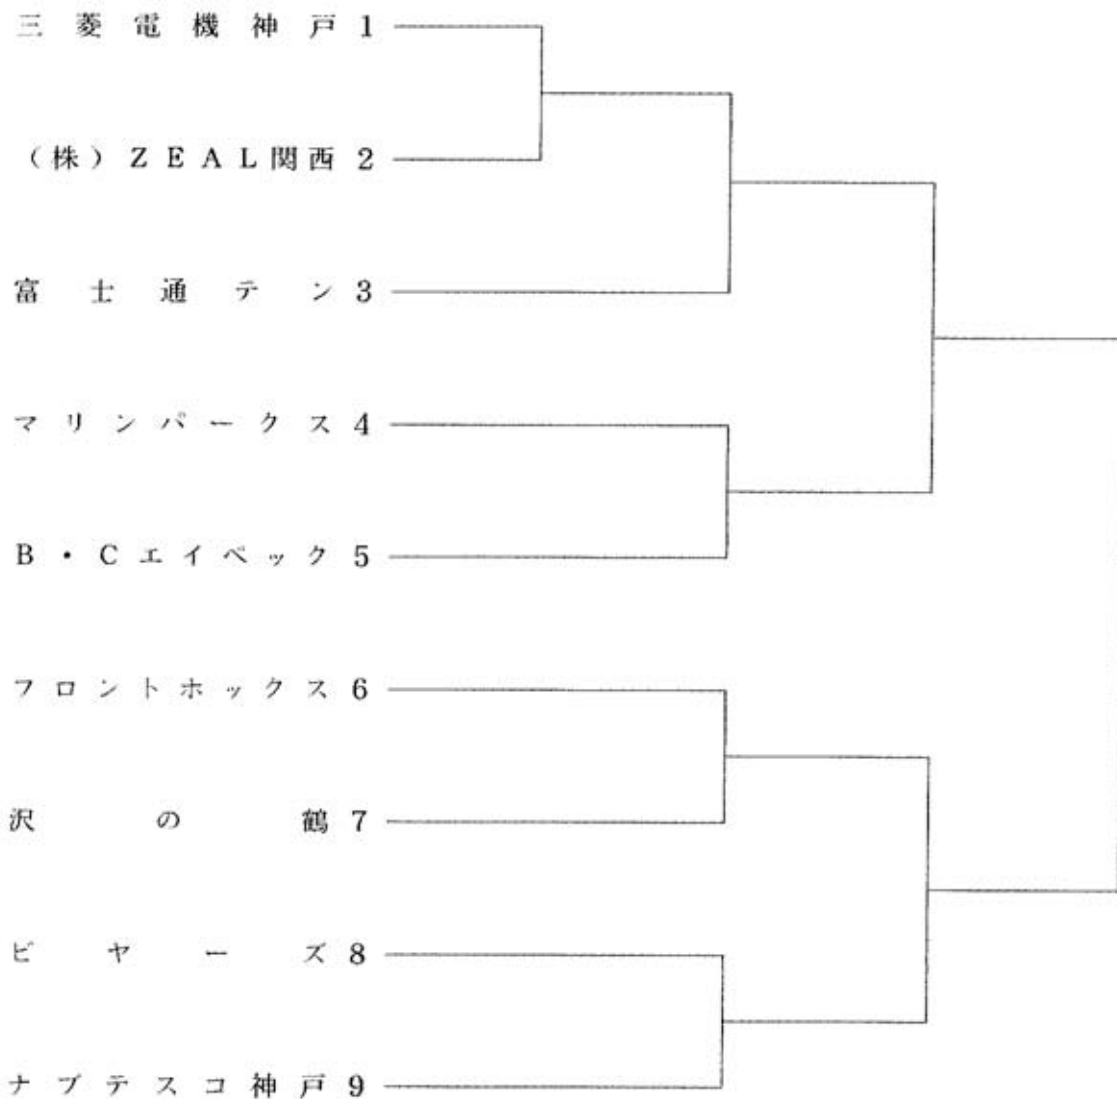 三菱電機神戸 1
（株）ZEAL関西 2
富士通テン 3
マリンパークス 4
B・Cエイペック 5
フロントホックス 6
沢の鶴 7
ビヤーズ 8
ナブテスコ神戸 9